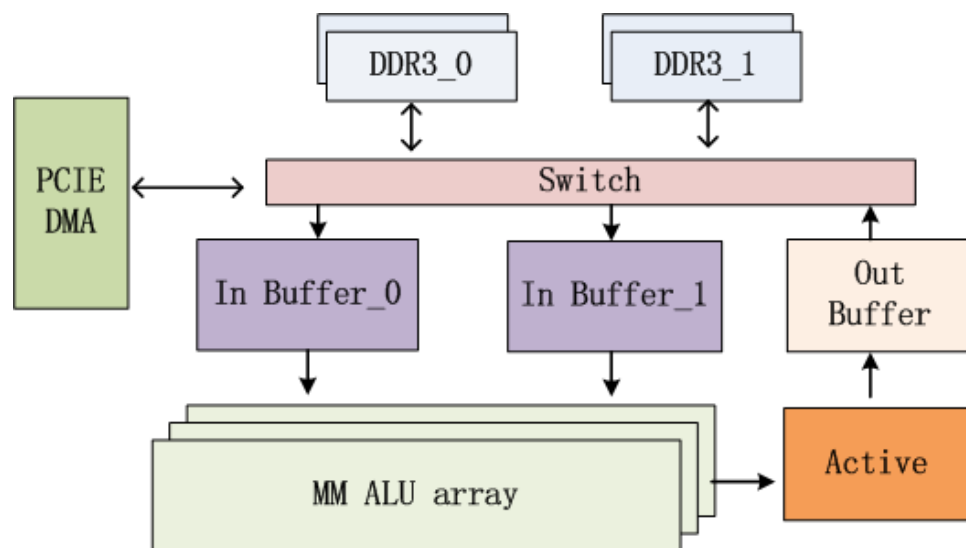 DDR3_0
DDR3_1
PCIE
DMA
Switch
In Buffer_0
In Buffer_1
Out
Buffer
MM ALU array
Active